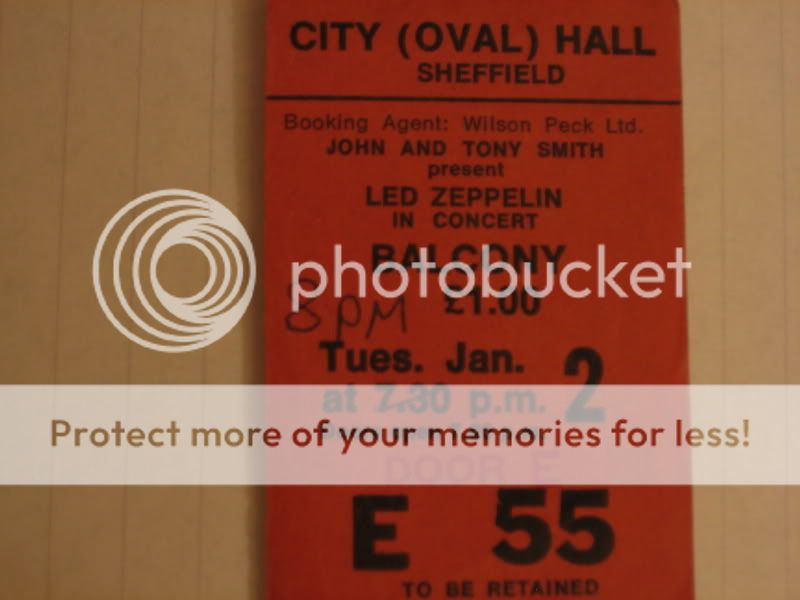 CITY (OVAL) HALL
SHEFFIELD
Booking Agent: Wilson Peck Ltd.
JOHN AND TONY SMITH
present
LED ZEPPELIN
IN CONCERT
BALCONY
photobucket
£1.00
8 PM
Tues. Jan. 2
at 7.30 p.m.
Protect more of your memories for less!
DOOR E
E 55
TO BE RETAINED